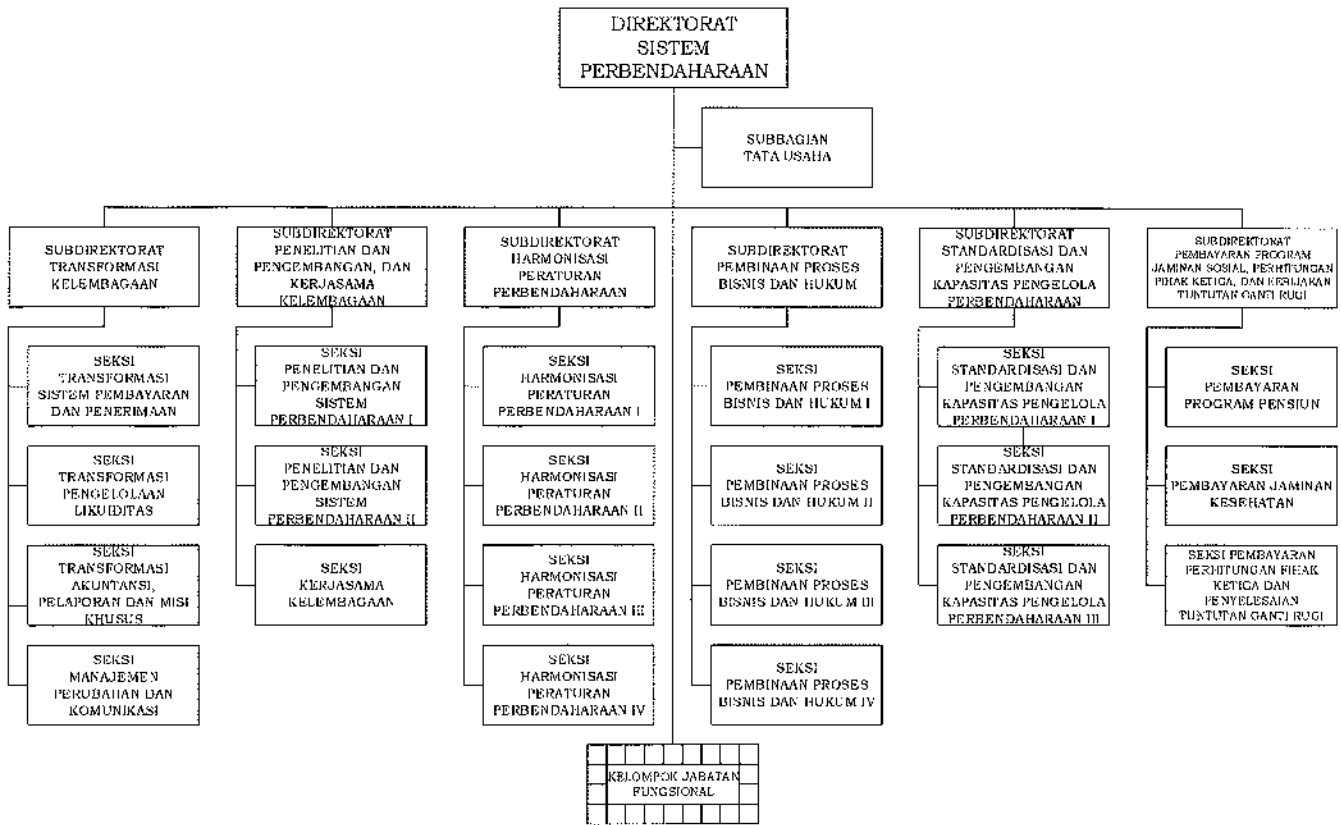 DIREKTORAT
SISTEM
PERBENDAHARAAN
SUBBAGIAN
TATA USAHA
SUBDIREKTORAT
TRANSFORMASI
KELEMBAGAAN
SEKSI
TRANSFORMASI
SISTEM PEMBAYARAN
DAN PENERIMAAN
SEKSI
TRANSFORMASI
PENGELOLAAN
LIKUIDITAS
SEKSI
TRANSFORMASI
AKUNTANSI,
PELAPORAN DAN MISI
KHUSUS
SEKSI
MANAJEMEN
PERUBAHAN DAN
KOMUNIKASI
SUBDIREKTORAT
PENELITIAN DAN
PENGEMBANGAN, DAN
KERJASAMA
KELEMBAGAAN
SEKSI
PENELITIAN DAN
PENGEMBANGAN
SISTEM
PERBENDAHARAAN I
SEKSI
PENELITIAN DAN
PENGEMBANGAN
SISTEM
PERBENDAHARAAN II
SEKSI
KERJASAMA
KELEMBAGAAN
SUBDIREKTORAT
HARMONISASI
PERATURAN
PERBENDAHARAAN
SEKSI
HARMONISASI
PERATURAN
PERBENDAHARAAN I
SEKSI
HARMONISASI
PERATURAN
PERBENDAHARAAN II
SEKSI
HARMONISASI
PERATURAN
PERBENDAHARAAN III
SEKSI
HARMONISASI
PERATURAN
PERBENDAHARAAN IV
SUBDIREKTORAT
PEMBINAAN PROSES
BISNIS DAN HUKUM
SEKSI
PEMBINAAN PROSES
BISNIS DAN HUKUM I
SEKSI
PEMBINAAN PROSES
BISNIS DAN HUKUM II
SEKSI
PEMBINAAN PROSES
BISNIS DAN HUKUM III
SEKSI
PEMBINAAN PROSES
BISNIS DAN HUKUM IV
SUBDIREKTORAT
STANDARDISASI DAN
PENGEMBANGAN
KAPASITAS PENGELOLA
PERBENDAHARAAN
SEKSI
STANDARDISASI DAN
PENGEMBANGAN
KAPASITAS PENGELOLA
PERBENDAHARAAN I
SEKSI
STANDARDISASI DAN
PENGEMBANGAN
KAPASITAS PENGELOLA
PERBENDAHARAAN II
SEKSI
STANDARDISASI DAN
PENGEMBANGAN
KAPASITAS PENGELOLA
PERBENDAHARAAN III
SUBDIREKTORAT
PEMBAYARAN PROGRAM
JAMINAN SOSIAL, PERHITUNGAN
PIHAK KETIGA, DAN KEBIJAKAN
TUNTUTAN GANTI RUGI
SEKSI
PEMBAYARAN
PROGRAM PENSIUN
SEKSI
PEMBAYARAN JAMINAN
KESEHATAN
SEKSI PEMBAYARAN
PERHITUNGAN PIHAK
KETIGA DAN
PENYELESAIAN
TUNTUTAN GANTI RUGI
KELOMPOK JABATAN
FUNGSIONAL